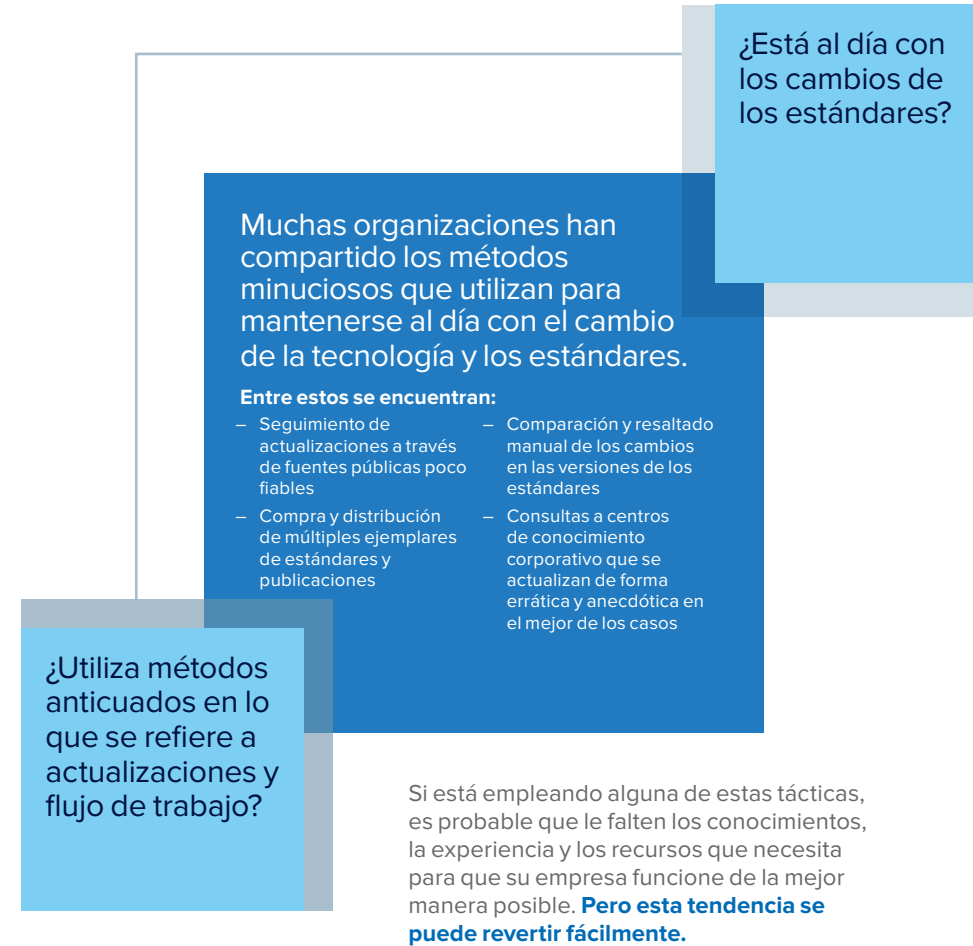 ¿Está al día con
los cambios de
los estándares?
Muchas organizaciones han
compartido los métodos
minuciosos que utilizan para
mantenerse al día con el cambio
de la tecnología y los estándares.
Entre estos se encuentran:
– Seguimiento de
actualizaciones a través
de fuentes públicas poco
fiables
– Compra y distribución
de múltiples ejemplares
de estándares y
publicaciones
– Comparación y resaltado
manual de los cambios
en las versiones de los
estándares
– Consultas a centros
de conocimiento
corporativo que se
actualizan de forma
errática y anecdótica en
el mejor de los casos
¿Utiliza métodos
anticuados en lo
que se refiere a
actualizaciones y
flujo de trabajo?
Si está empleando alguna de estas tácticas,
es probable que le falten los conocimientos,
la experiencia y los recursos que necesita
para que su empresa funcione de la mejor
manera posible. Pero esta tendencia se
puede revertir fácilmente.